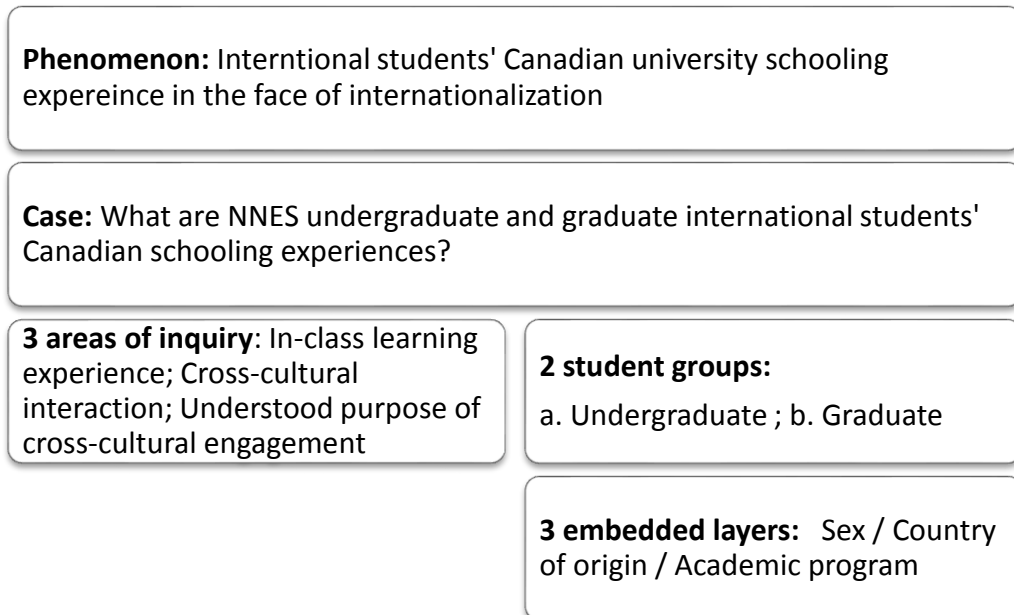 Phenomenon: Interntional students' Canadian university schooling
expereince in the face of internationalization
Case: What are NNES undergraduate and graduate international students'
Canadian schooling experiences?
3 areas of inquiry: In-class learning
experience; Cross-cultural
interaction; Understood purpose of
cross-cultural engagement
2 student groups:
a. Undergraduate ; b. Graduate
3 embedded layers: Sex / Country
of origin / Academic program